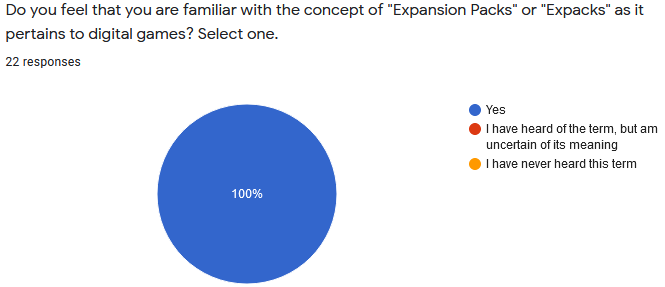 Do you feel that you are familiar with the concept of "Expansion Packs" or "Expacks" as it
pertains to digital games? Select one.
22 responses
100%
Yes
I have heard of the term, but am
uncertain of its meaning
I have never heard this term